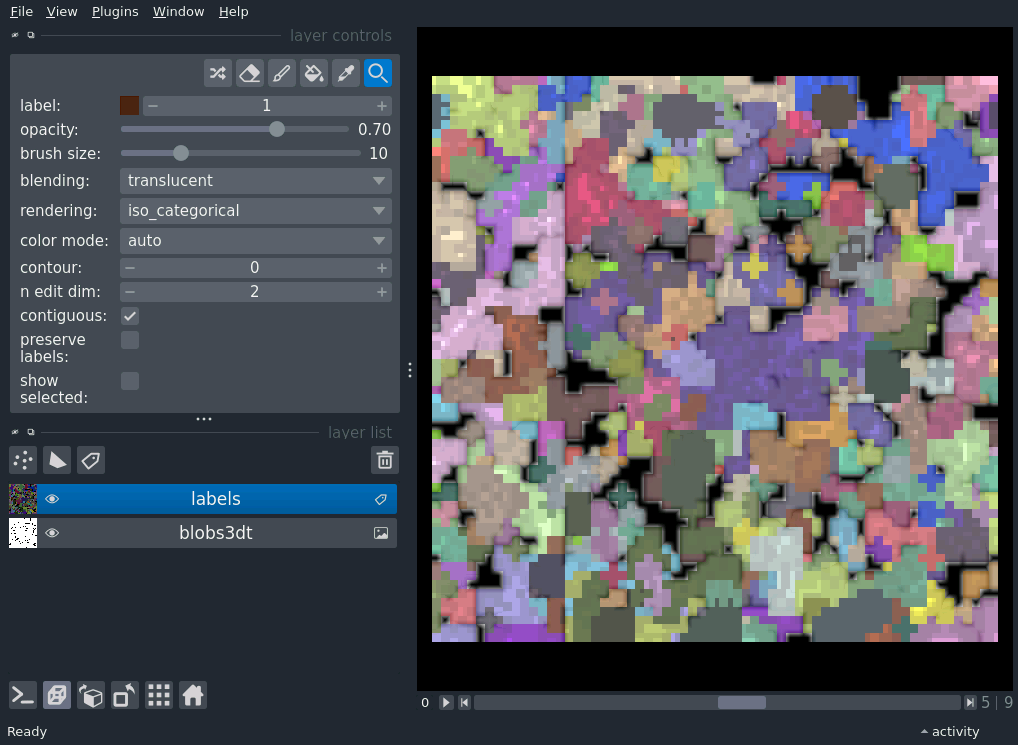 File View Plugins Window Help
layer controls
label: 1
opacity: 0.70
brush size: 10
blending: translucent
rendering: iso_categorical
color mode: auto
contour: 0
n edit dim: 2
contiguous:
preserve
labels:
show
selected:
layer list
labels
blobs3dt
0 5 | 9
Ready activity